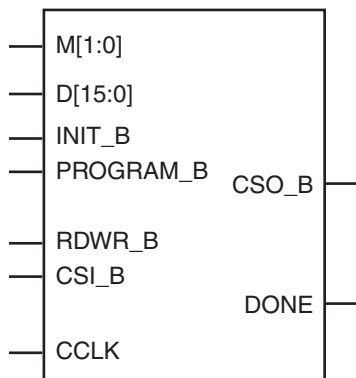 M[1:0]
D[15:0]
INIT_B
PROGRAM_B
CSO_B
RDWR_B
CSI_B
DONE
CCLK